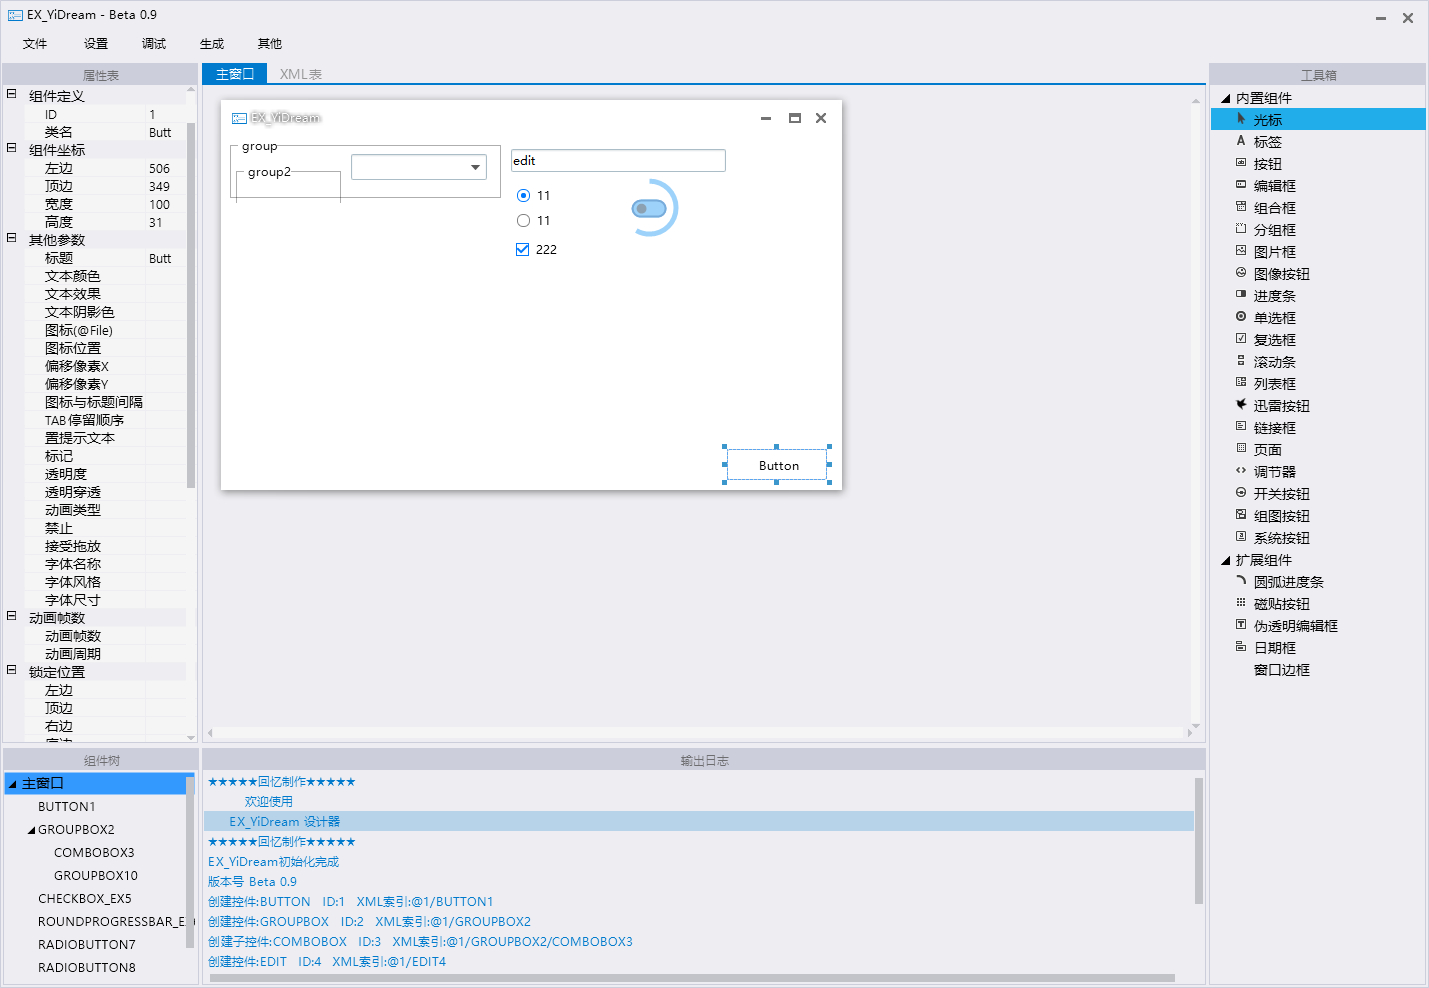 EX_YiDream - Beta 0.9
文件 设置 调试 生成 其他
属性表
组件定义
ID 1
类名 Butt
组件坐标
左边 506
顶边 349
宽度 100
高度 31
其他参数
标题 Butt
文本颜色
文本效果
文本阴影色
图标(@File)
图标位置
偏移像素X
偏移像素Y
图标与标题间隔
TAB停留顺序
置提示文本
标记
透明度
透明穿透
动画类型
禁止
接受拖放
字体名称
字体风格
字体尺寸
动画帧数
动画帧数
动画周期
锁定位置
左边
顶边
右边
组件树
主窗口
BUTTON1
GROUPBOX2
COMBOBOX3
GROUPBOX10
CHECKBOX_EX5
ROUNDPROGRESSBAR_E
RADIOBUTTON7
RADIOBUTTON8
主窗口 XML表
EX_YiDream
group
group2
edit
11
11
222
Button
输出日志
★★★★★回忆制作★★★★★
欢迎使用
EX_YiDream 设计器
★★★★★回忆制作★★★★★
EX_YiDream初始化完成
版本号 Beta 0.9
创建控件:BUTTON ID:1 XML索引:@1/BUTTON1
创建控件:GROUPBOX ID:2 XML索引:@1/GROUPBOX2
创建子控件:COMBOBOX ID:3 XML索引:@1/GROUPBOX2/COMBOBOX3
创建控件:EDIT ID:4 XML索引:@1/EDIT4
工具箱
内置组件
光标
标签
按钮
编辑框
组合框
分组框
图片框
图像按钮
进度条
单选框
复选框
滚动条
列表框
迅雷按钮
链接框
页面
调节器
开关按钮
组图按钮
系统按钮
扩展组件
圆弧进度条
磁贴按钮
伪透明编辑框
日期框
窗口边框